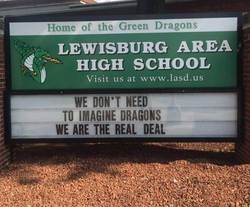 Home of the Green Dragons
LEWISBURG AREA
HIGH SCHOOL
Visit us at www.lasd.us
WE DON'T NEED
TO IMAGINE DRAGONS
WE ARE THE REAL DEAL